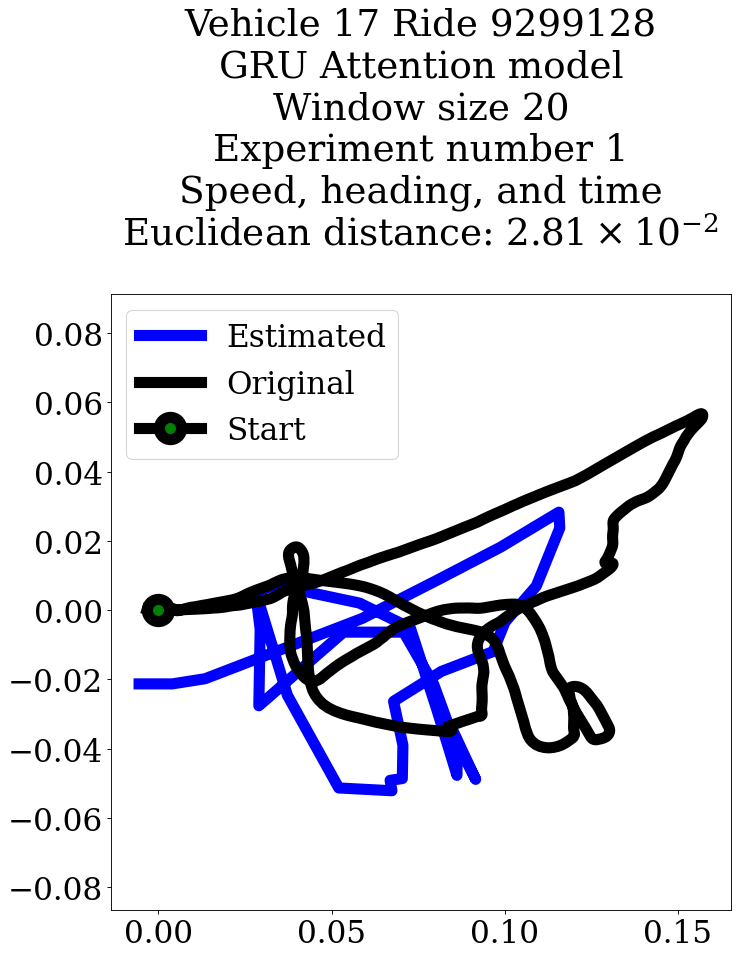 Vehicle 17 Ride 9299128
GRU Attention model
Window size 20
Experiment number 1
Speed, heading, and time
Euclidean distance: 2.81 × 10⁻²
Estimated
Original
Start
0.08
0.06
0.04
0.02
0.00
−0.02
−0.04
−0.06
−0.08
0.00 0.05 0.10 0.15